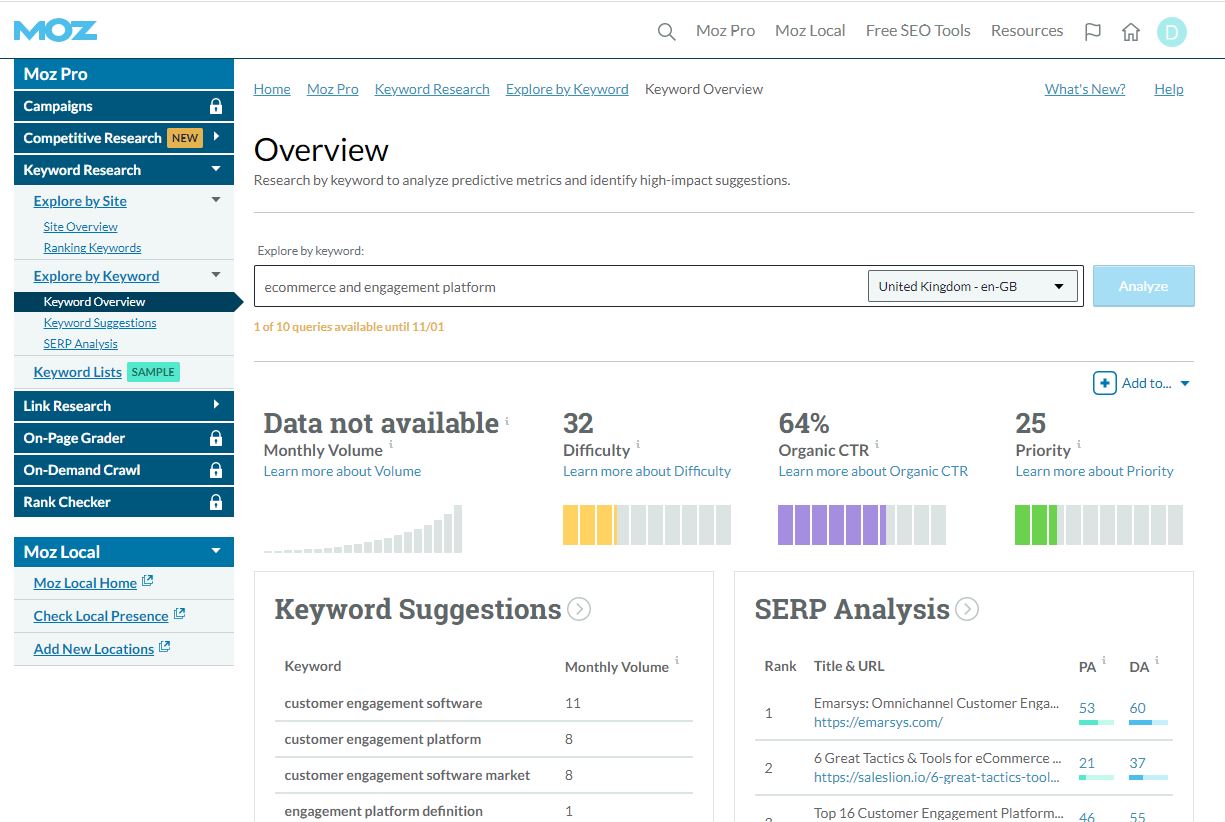 MOZ
Moz Pro Moz Local Free SEO Tools Resources D
Moz Pro
Campaigns
Competitive Research NEW
Keyword Research
Explore by Site
Site Overview
Ranking Keywords
Explore by Keyword
Keyword Overview
Keyword Suggestions
SERP Analysis
Keyword Lists SAMPLE
Link Research
On-Page Grader
On-Demand Crawl
Rank Checker
Moz Local
Moz Local Home
Check Local Presence
Add New Locations
Home Moz Pro Keyword Research Explore by Keyword Keyword Overview What's New? Help
Overview
Research by keyword to analyze predictive metrics and identify high-impact suggestions.
Explore by keyword:
ecommerce and engagement platform United Kingdom - en-GB Analyze
1 of 10 queries available until 11/01
Add to...
Data not available i 32 64% 25
Monthly Volume i Difficulty i Organic CTR i Priority i
Learn more about Volume Learn more about Difficulty Learn more about Organic CTR Learn more about Priority
Keyword Suggestions
Keyword Monthly Volume i
customer engagement software 11
customer engagement platform 8
customer engagement software market 8
engagement platform definition 1
SERP Analysis
Rank Title & URL PA i DA i
1 Emarsys: Omnichannel Customer Enga... 53 60
https://emarsys.com/
2 6 Great Tactics & Tools for eCommerce ... 21 37
https://saleslion.io/6-great-tactics-tool...
Top 16 Customer Engagement Platform... 46 55